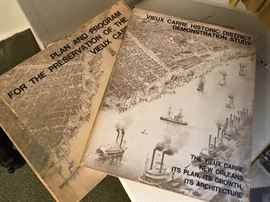 PLAN AND PROGRAM
FOR THE PRESERVATION OF THE
VIEUX CARR
VIEUX CARRE HISTORIC DISTRICT
DEMONSTRATION STUDY
THE VIEUX CARRE
NEW ORLEANS
ITS PLAN, ITS GROWTH,
ITS ARCHITECTURE